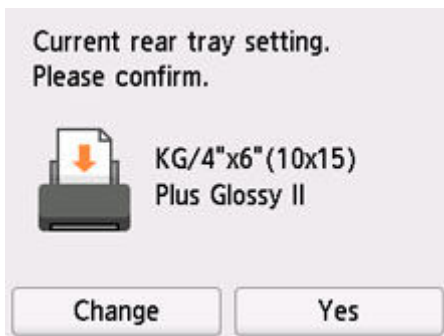 Current rear tray setting.
Please confirm.
KG/4"x6"(10x15)
Plus Glossy II
Change
Yes